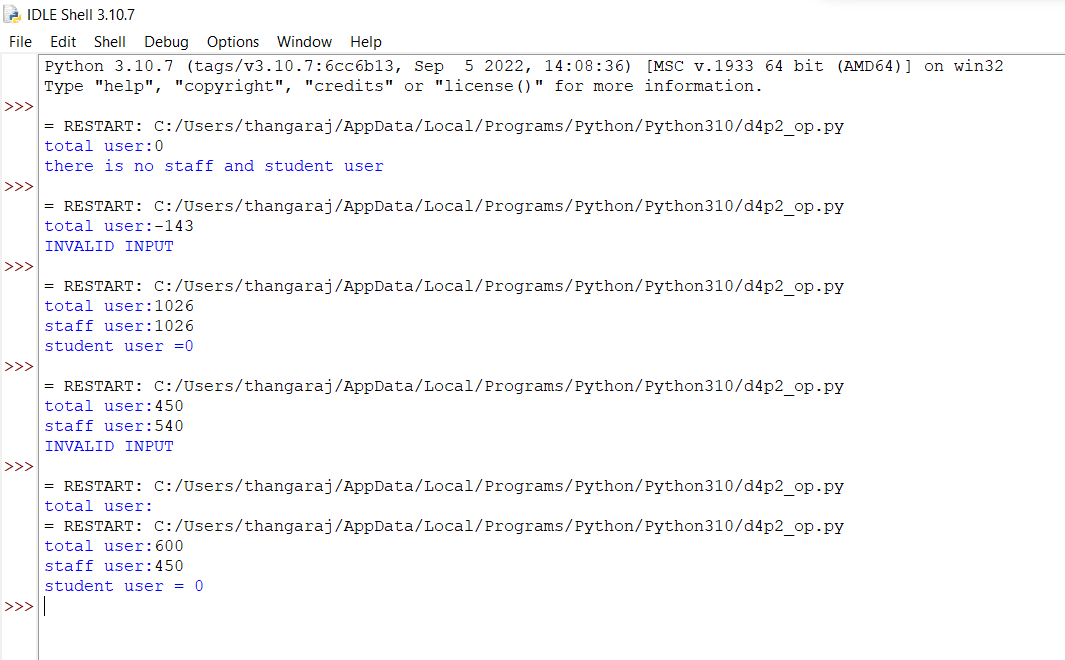 IDLE Shell 3.10.7
File Edit Shell Debug Options Window Help
Python 3.10.7 (tags/v3.10.7:6cc6b13, Sep  5 2022, 14:08:36) [MSC v.1933 64 bit (AMD64)] on win32
Type "help", "copyright", "credits" or "license()" for more information.
>>>
= RESTART: C:/Users/thangaraj/AppData/Local/Programs/Python/Python310/d4p2_op.py
total user:0
there is no staff and student user
>>>
= RESTART: C:/Users/thangaraj/AppData/Local/Programs/Python/Python310/d4p2_op.py
total user:-143
INVALID INPUT
>>>
= RESTART: C:/Users/thangaraj/AppData/Local/Programs/Python/Python310/d4p2_op.py
total user:1026
staff user:1026
student user =0
>>>
= RESTART: C:/Users/thangaraj/AppData/Local/Programs/Python/Python310/d4p2_op.py
total user:450
staff user:540
INVALID INPUT
>>>
= RESTART: C:/Users/thangaraj/AppData/Local/Programs/Python/Python310/d4p2_op.py
total user:
= RESTART: C:/Users/thangaraj/AppData/Local/Programs/Python/Python310/d4p2_op.py
total user:600
staff user:450
student user = 0
>>>